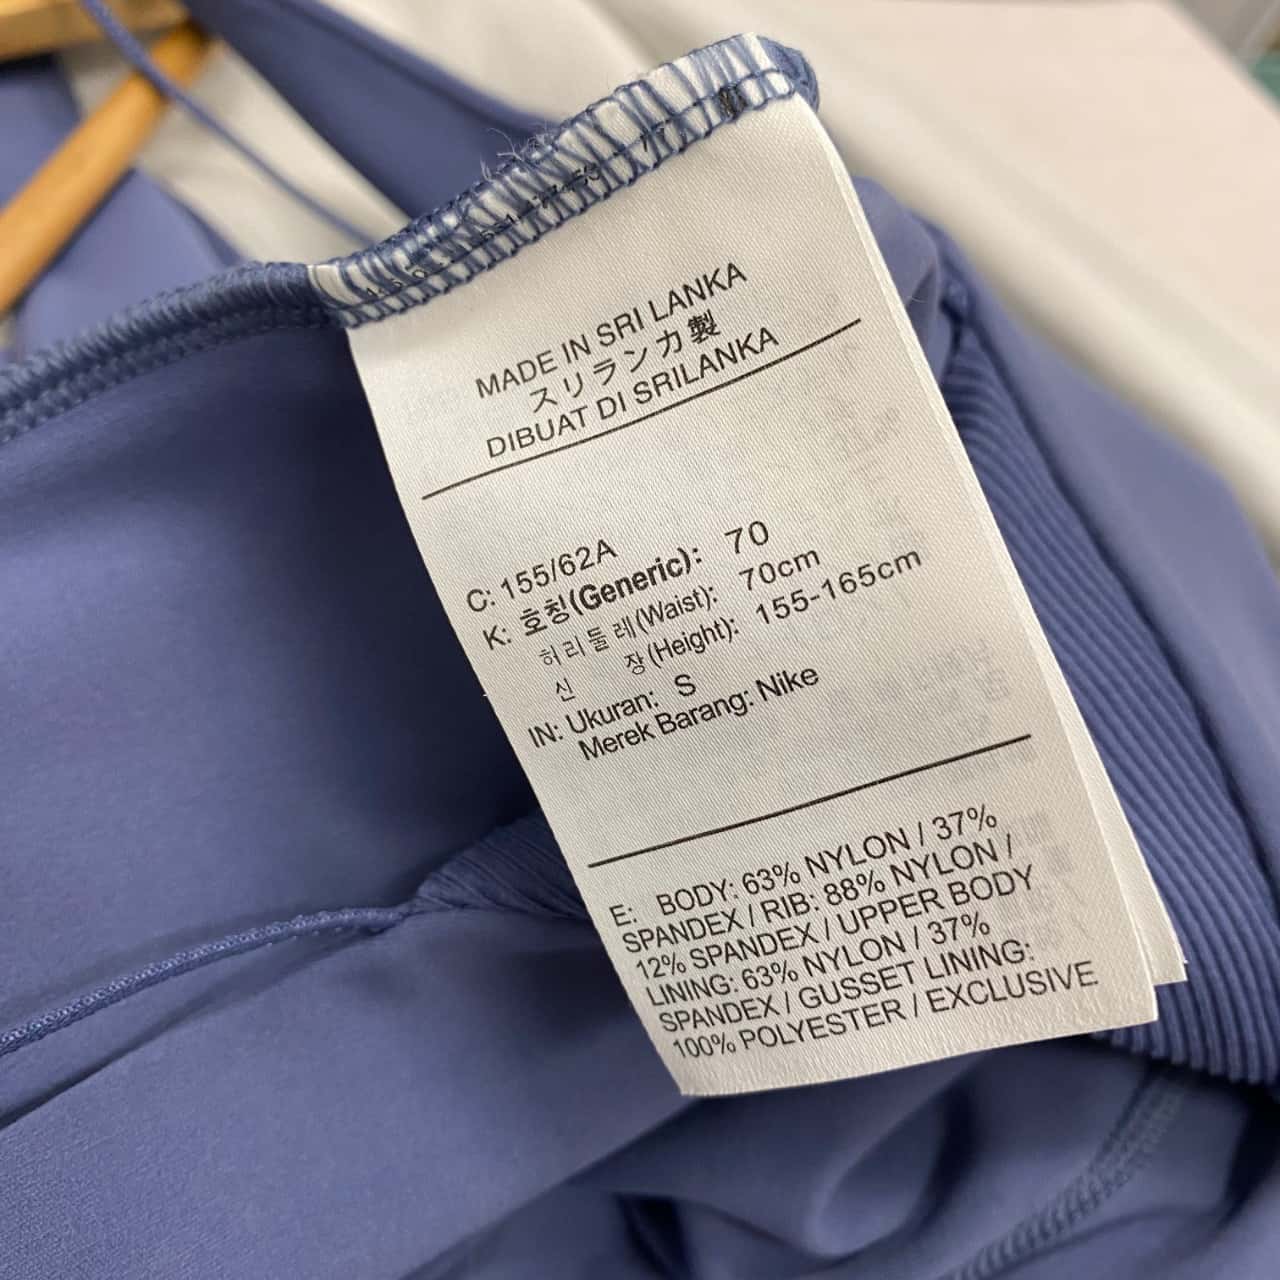 MADE IN SRI LANKA
スリランカ製
DIBUAT DI SRILANKA
C: 155/62A
K: 호칭(Generic): 70
허리둘레(Waist): 70cm
신 장(Height): 155-165cm
IN: Ukuran: S
Merek Barang: Nike
E: BODY: 63% NYLON / 37%
SPANDEX / RIB: 88% NYLON /
12% SPANDEX / UPPER BODY
LINING: 63% NYLON / 37%
SPANDEX / GUSSET LINING:
100% POLYESTER / EXCLUSIVE